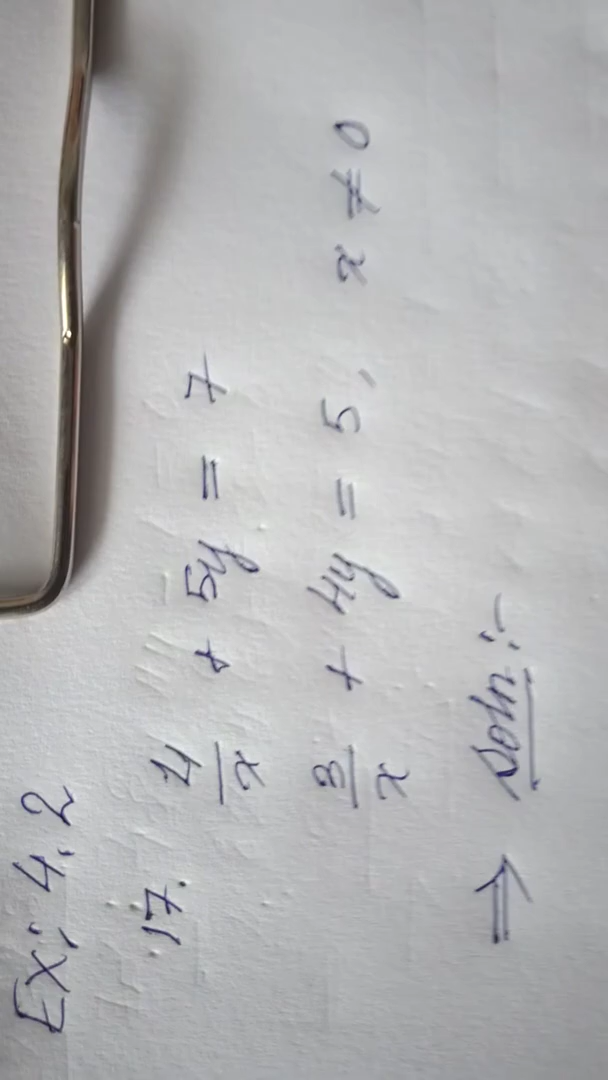 Ex: 4.2
17. 4/x + 5y = 7
3/x + 4y = 5, x ≠ 0
⇒ Soln:-